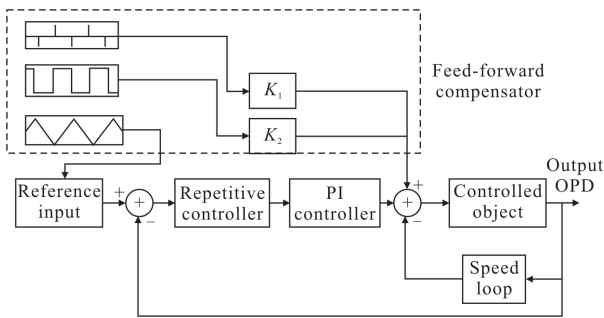 Feed-forward
compensator
K1
K2
Output
OPD
Reference
input
+
+
−
Repetitive
controller
PI
controller
+
+
−
Controlled
object
Speed
loop